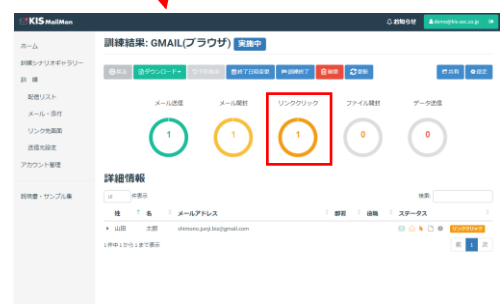 KIS MailMon
お知らせ
demo@kis-sec.co.jp
ホーム
訓練シナリオギャラリー
訓 練
配信リスト
メール・添付
リンク先画面
送信元設定
アカウント管理
説明書・サンプル集
訓練結果: GMAIL(ブラウザ) 実施中
戻る ダウンロード 終了日時変更 訓練終了 削除 更新 共有 設定
メール送信 メール開封 リンククリック ファイル開封 データ送信
1 1 1 0 0
詳細情報
10 件表示
検索:
姓 名 メールアドレス 部署 役職 ステータス
山田 太郎 リンククリック
1 件中 1 から 1 まで表示
前 1 次